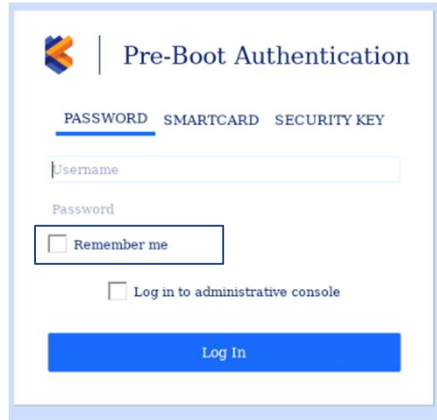 Pre-Boot Authentication
PASSWORD SMARTCARD SECURITY KEY
Username
Password
Remember me
Log in to administrative console
Log In